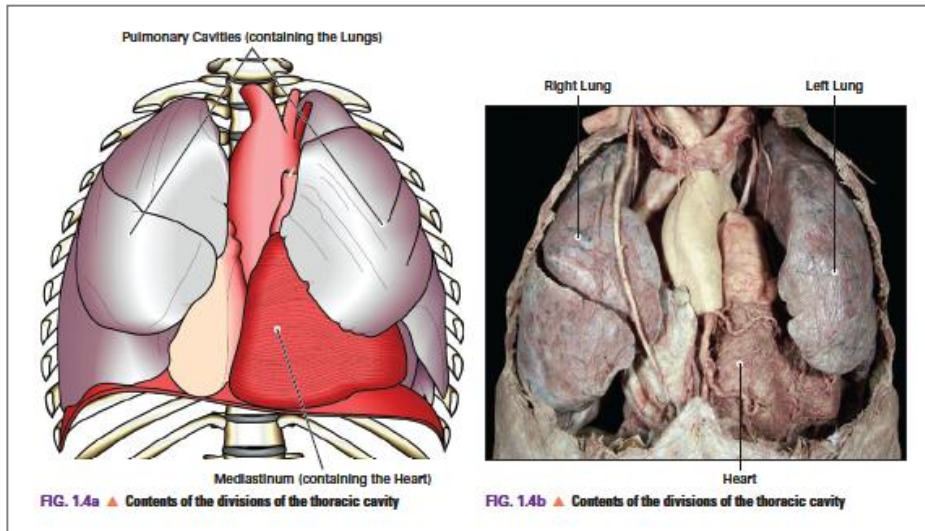 Pulmonary Cavities (containing the Lungs)
Right Lung
Left Lung
Mediastinum (containing the Heart)
Heart
FIG. 1.4a ▲ Contents of the divisions of the thoracic cavity
FIG. 1.4b ▲ Contents of the divisions of the thoracic cavity